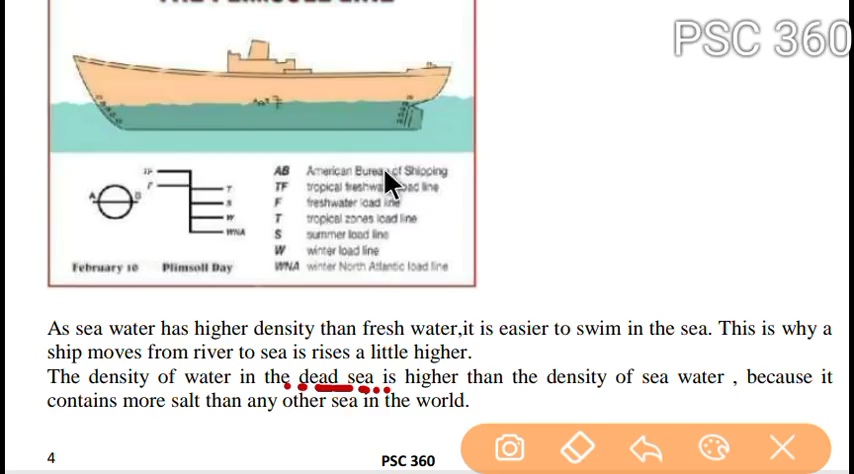 PSC 360
AB American Bureau of Shipping
TF tropical freshwater load line
F freshwater load line
T tropical zones load line
S summer load line
W winter load line
WNA winter North Atlantic load line
TF
F
A B
T
S
W
WNA
February 10 Plimsoll Day
As sea water has higher density than fresh water,it is easier to swim in the sea. This is why a
ship moves from river to sea is rises a little higher.
The density of water in the dead sea is higher than the density of sea water , because it
contains more salt than any other sea in the world.
4
PSC 360